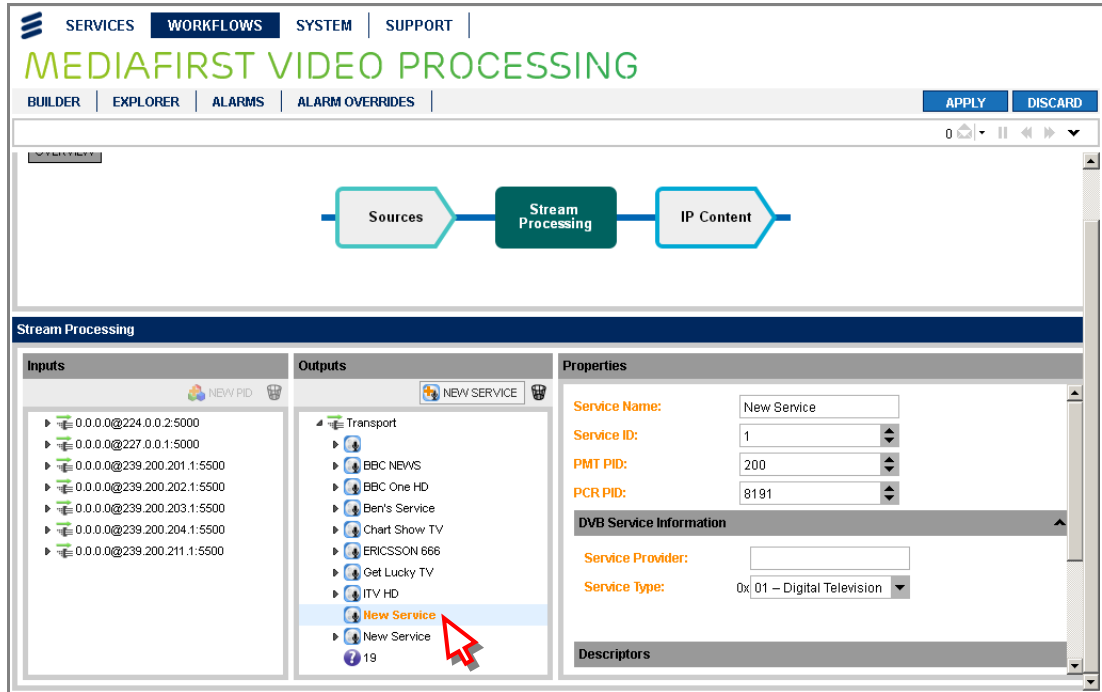 SERVICES WORKFLOWS SYSTEM SUPPORT
MEDIAFIRST VIDEO PROCESSING
BUILDER EXPLORER ALARMS ALARM OVERRIDES APPLY DISCARD
0
OVERVIEW
Sources Stream Processing IP Content
Stream Processing
Inputs Outputs Properties
NEW PID NEW SERVICE
0.0.0.0@224.0.0.2:5000
0.0.0.0@227.0.0.1:5000
0.0.0.0@239.200.201.1:5500
0.0.0.0@239.200.202.1:5500
0.0.0.0@239.200.203.1:5500
0.0.0.0@239.200.204.1:5500
0.0.0.0@239.200.211.1:5500
Transport
BBC NEWS
BBC One HD
Ben's Service
Chart Show TV
ERICSSON 666
Get Lucky TV
ITV HD
New Service
New Service
? 19
Service Name: New Service
Service ID: 1
PMT PID: 200
PCR PID: 8191
DVB Service Information
Service Provider:
Service Type: 0x 01 – Digital Television
Descriptors